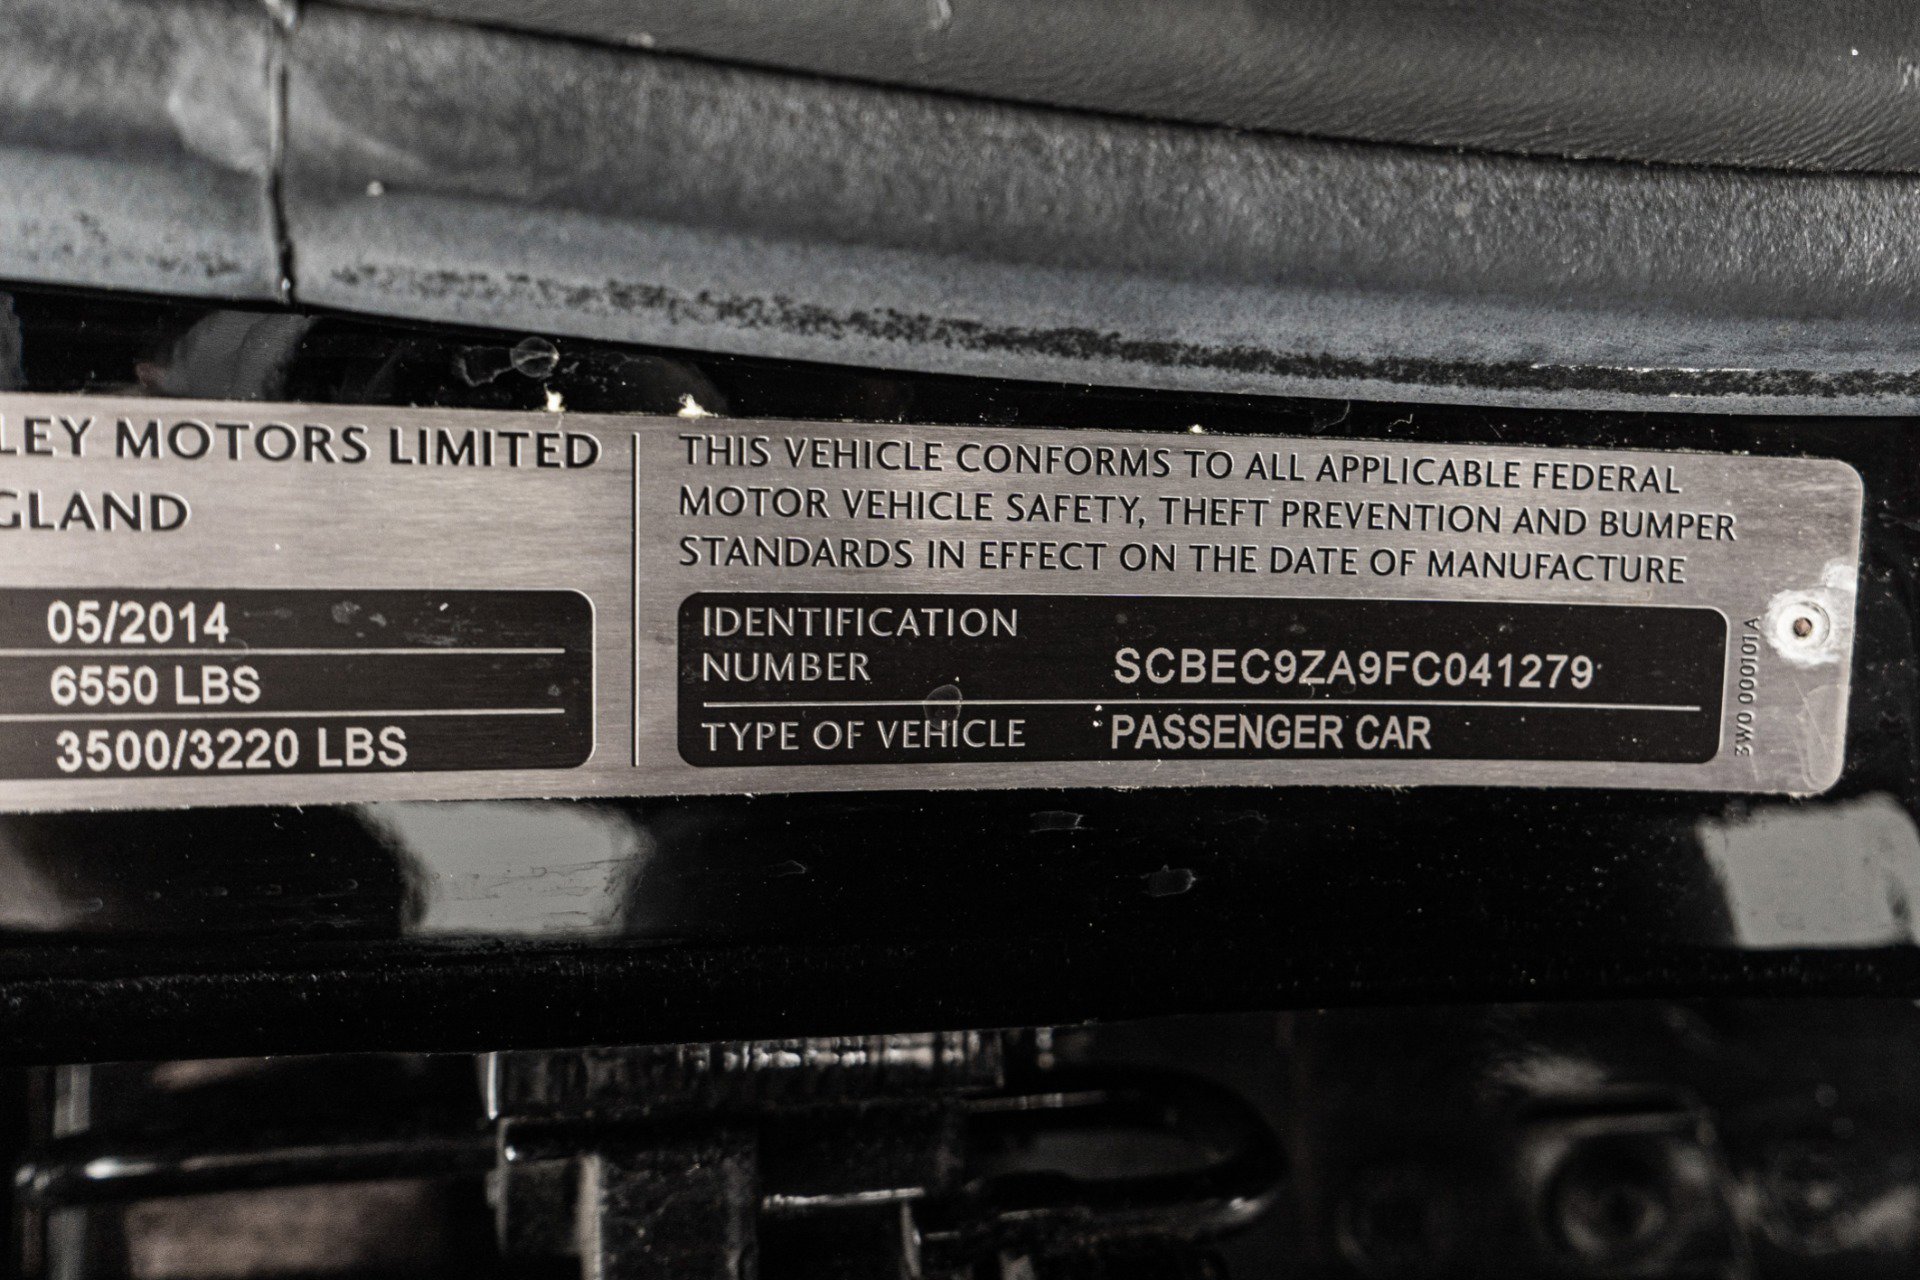 LEY MOTORS LIMITED
GLAND
05/2014
6550 LBS
3500/3220 LBS
THIS VEHICLE CONFORMS TO ALL APPLICABLE FEDERAL
MOTOR VEHICLE SAFETY, THEFT PREVENTION AND BUMPER
STANDARDS IN EFFECT ON THE DATE OF MANUFACTURE
IDENTIFICATION
NUMBER SCBEC9ZA9FC041279
TYPE OF VEHICLE PASSENGER CAR
3W0 000101 A